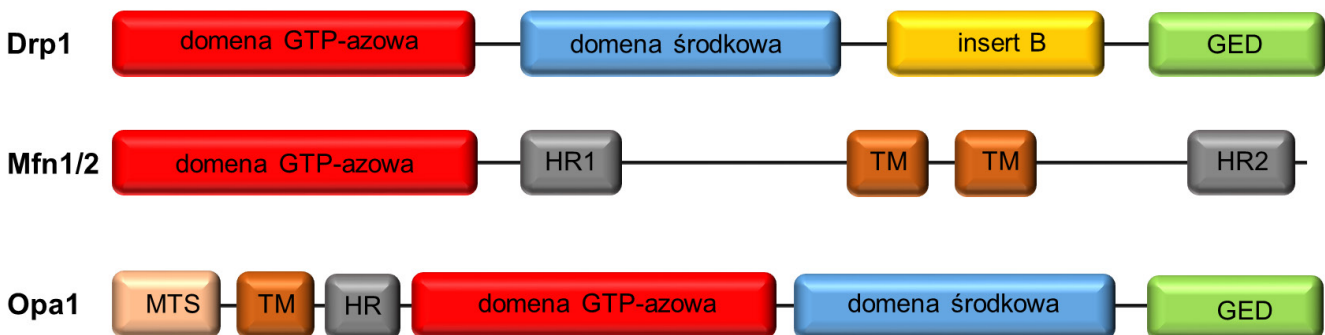 Drp1 domena GTP-azowa domena środkowa insert B GED
Mfn1/2 domena GTP-azowa HR1 TM TM HR2
Opa1 MTS TM HR domena GTP-azowa domena środkowa GED